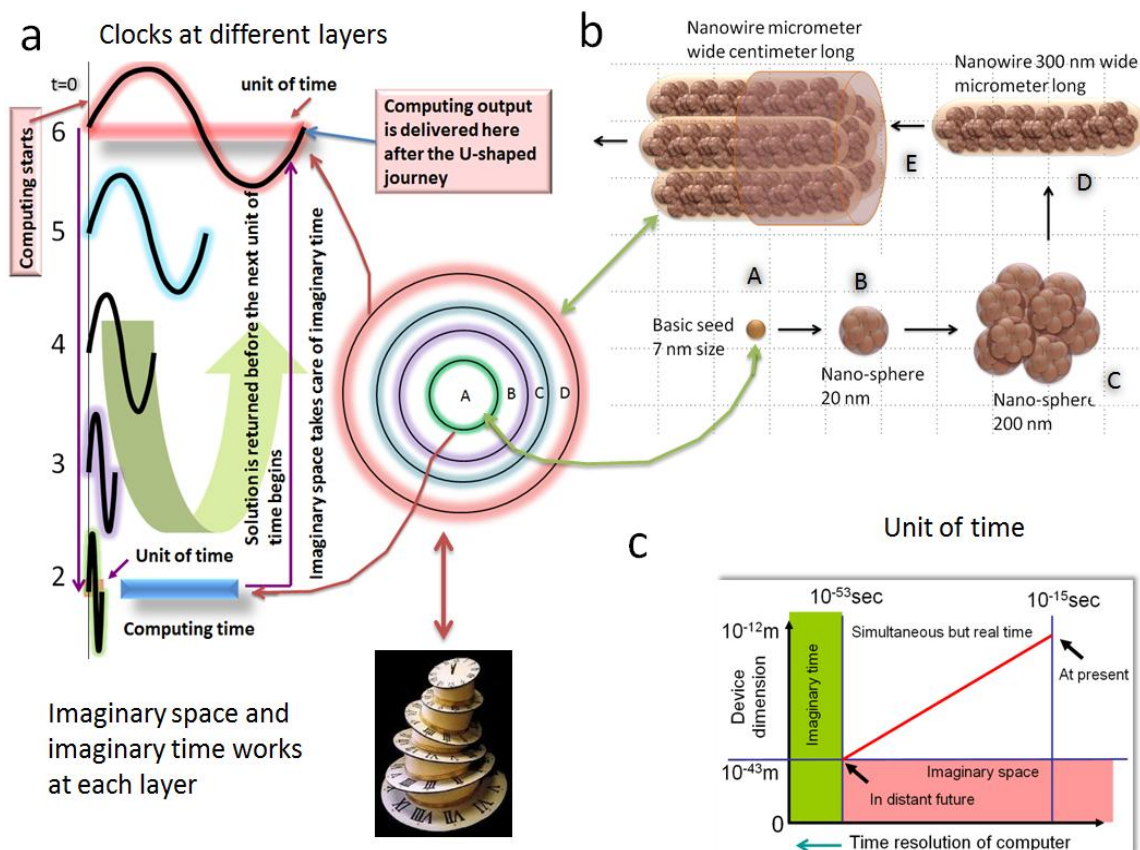 a
Clocks at different layers
t=0
unit of time
Computing starts
6
5
4
3
2
Computing output
is delivered here
after the U-shaped
journey
Solution is returned before the next unit of
time begins
Imaginary space takes care of imaginary time
Unit of time
Computing time
A
B
C
D
Imaginary space and
imaginary time works
at each layer
b
Nanowire micrometer
wide centimeter long
Nanowire 300 nm wide
micrometer long
E
D
A
B
Basic seed
7 nm size
Nano-sphere
20 nm
C
Nano-sphere
200 nm
c
Unit of time
10-53sec
10-15sec
10-12m
Simultaneous but real time
At present
Device
dimension
Imaginary time
10-43m
Imaginary space
In distant future
0
Time resolution of computer